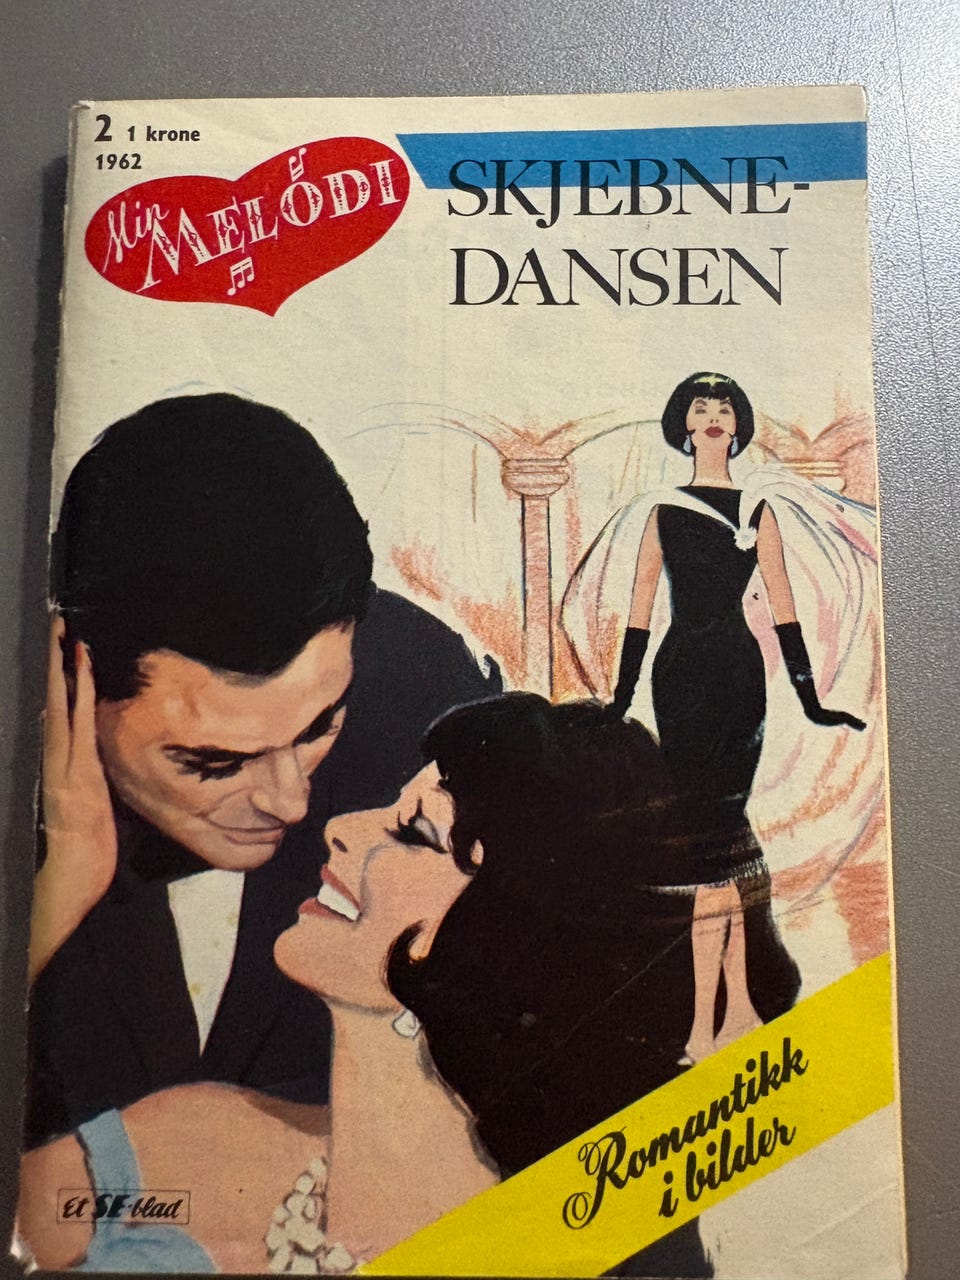 2 1 krone
1962
Min
MELODI
SKJEBNE-
DANSEN
Romantikk
i bilder
Et SE-blad